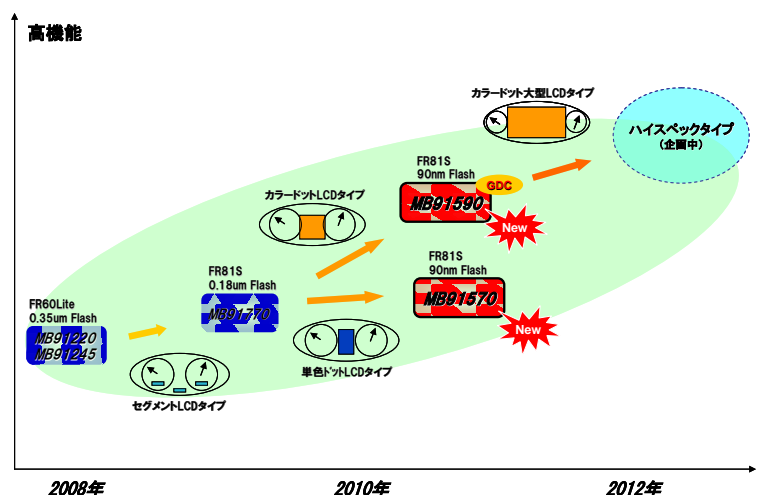 高機能
カラードット大型LCDタイプ
ハイスペックタイプ
(企画中)
FR81S
90nm Flash
GDC
MB91590
New
カラードットLCDタイプ
FR81S
0.18um Flash
MB91770
FR81S
90nm Flash
MB91570
New
FR60Lite
0.35um Flash
MB91220
MB91245
単色ドットLCDタイプ
セグメントLCDタイプ
2008年
2010年
2012年